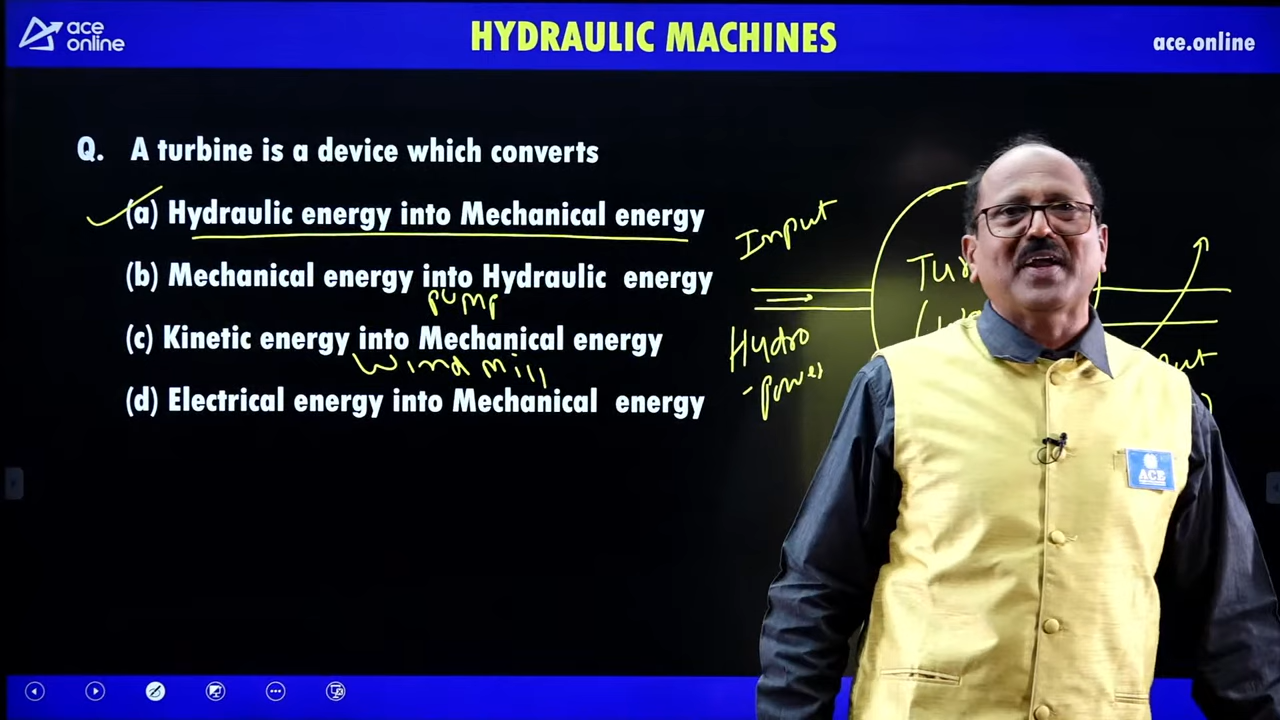 ace
online
HYDRAULIC MACHINES
ace.online
Q. A turbine is a device which converts
(a) Hydraulic energy into Mechanical energy
(b) Mechanical energy into Hydraulic energy
pump
(c) Kinetic energy into Mechanical energy
wind mill
(d) Electrical energy into Mechanical energy
Input
Hydro
-power
ACE